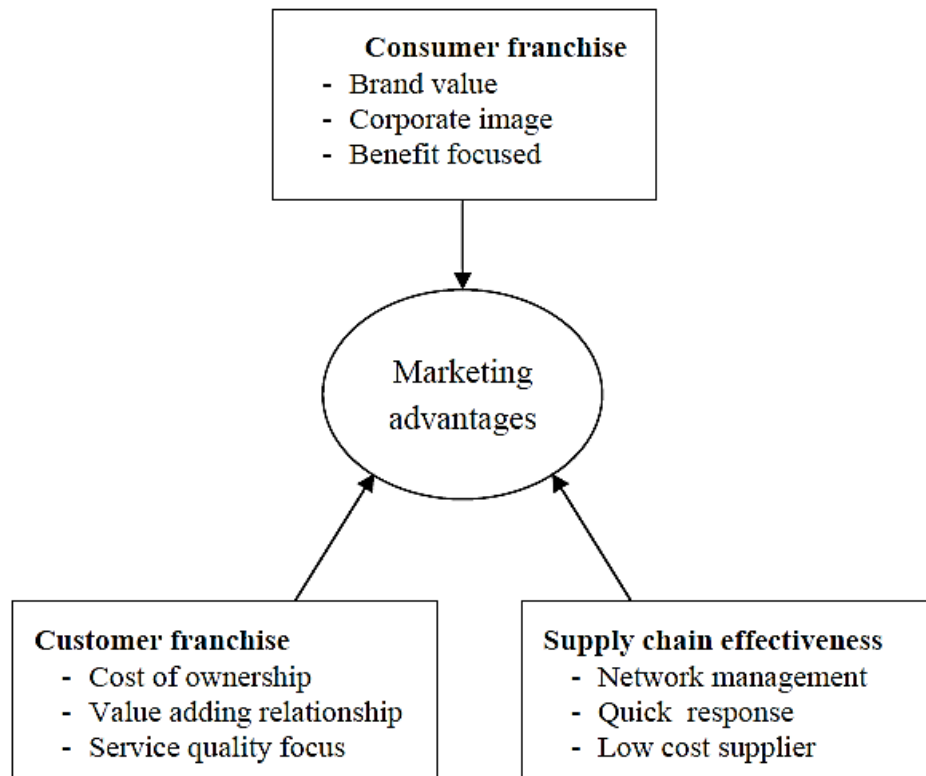 Consumer franchise
- Brand value
- Corporate image
- Benefit focused
Marketing
advantages
Customer franchise
- Cost of ownership
- Value adding relationship
- Service quality focus
Supply chain effectiveness
- Network management
- Quick response
- Low cost supplier